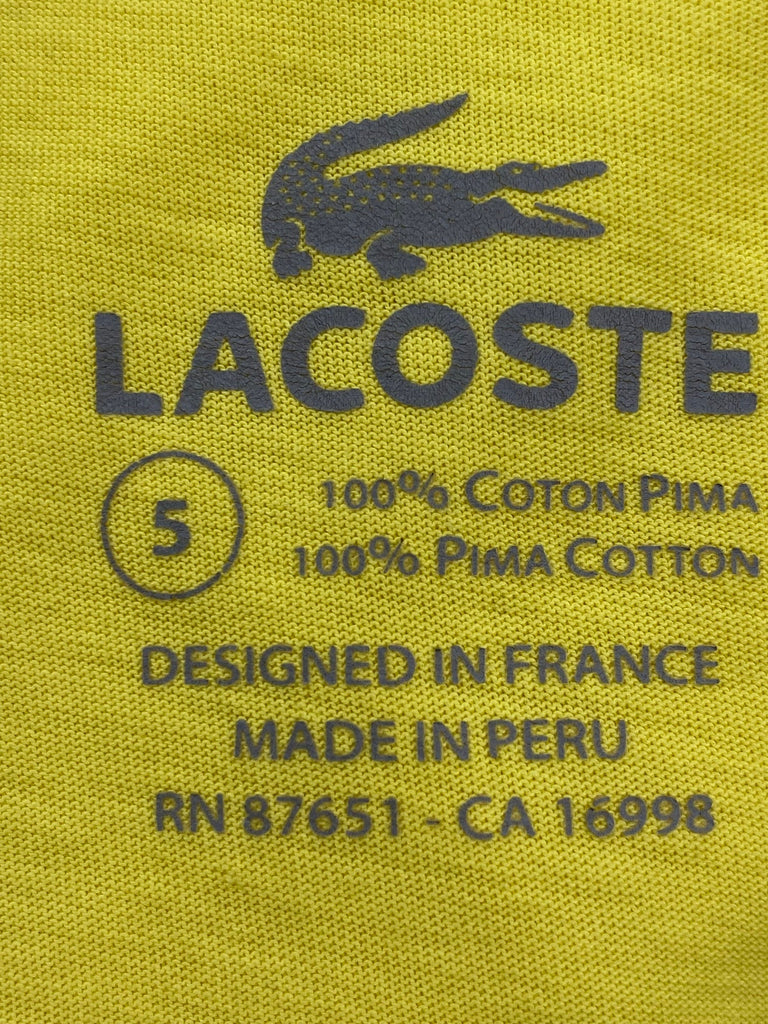 LACOSTE
5
100% COTON PIMA
100% PIMA COTTON
DESIGNED IN FRANCE
MADE IN PERU
RN 87651 - CA 16998